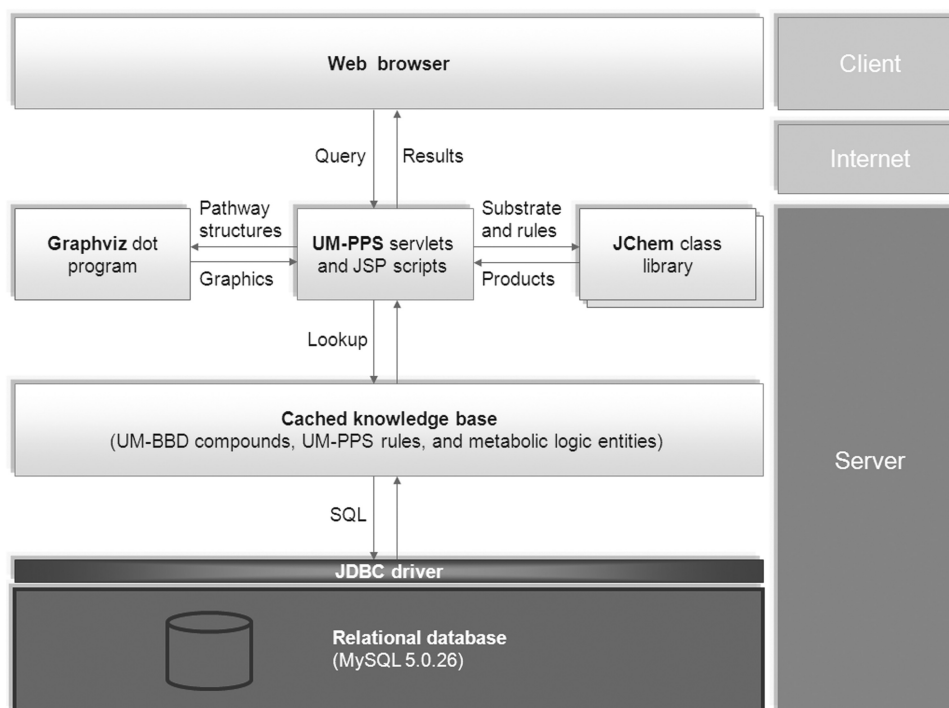 Web browser
Client
Query
Results
Internet
Pathway
structures
Substrate
and rules
Graphviz dot
program
UM-PPS servlets
and JSP scripts
JChem class
library
Graphics
Products
Lookup
Cached knowledge base
(UM-BBD compounds, UM-PPS rules, and metabolic logic entities)
Server
SQL
JDBC driver
Relational database
(MySQL 5.0.26)